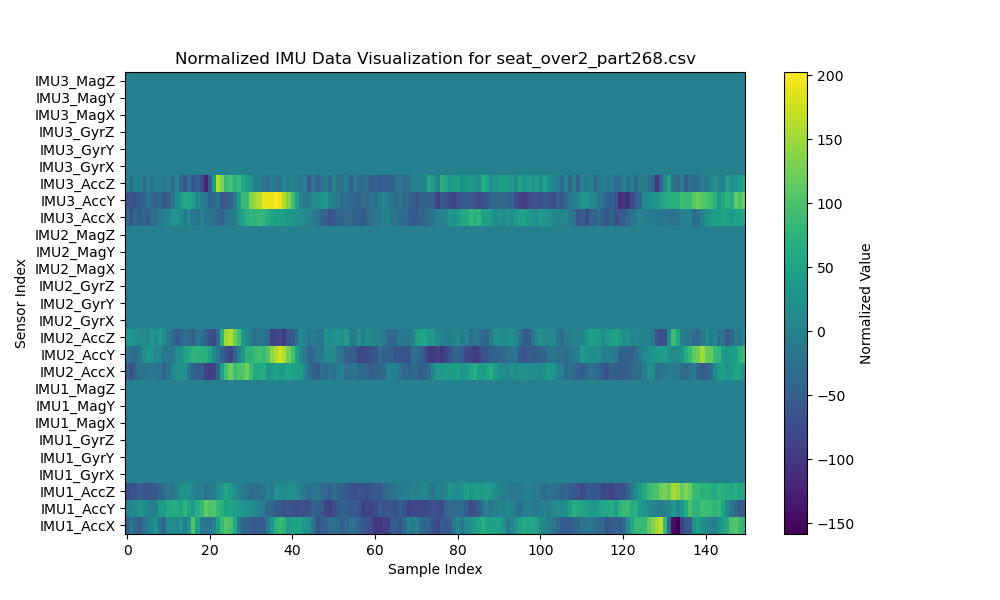 Normalized IMU Data Visualization for seat_over2_part268.csv
IMU3_MagZ
IMU3_MagY
IMU3_MagX
IMU3_GyrZ
IMU3_GyrY
IMU3_GyrX
IMU3_AccZ
IMU3_AccY
IMU3_AccX
IMU2_MagZ
IMU2_MagY
IMU2_MagX
IMU2_GyrZ
IMU2_GyrY
IMU2_GyrX
IMU2_AccZ
IMU2_AccY
IMU2_AccX
IMU1_MagZ
IMU1_MagY
IMU1_MagX
IMU1_GyrZ
IMU1_GyrY
IMU1_GyrX
IMU1_AccZ
IMU1_AccY
IMU1_AccX
Sensor Index
0 20 40 60 80 100 120 140
Sample Index
200
150
100
50
0
−50
−100
−150
Normalized Value